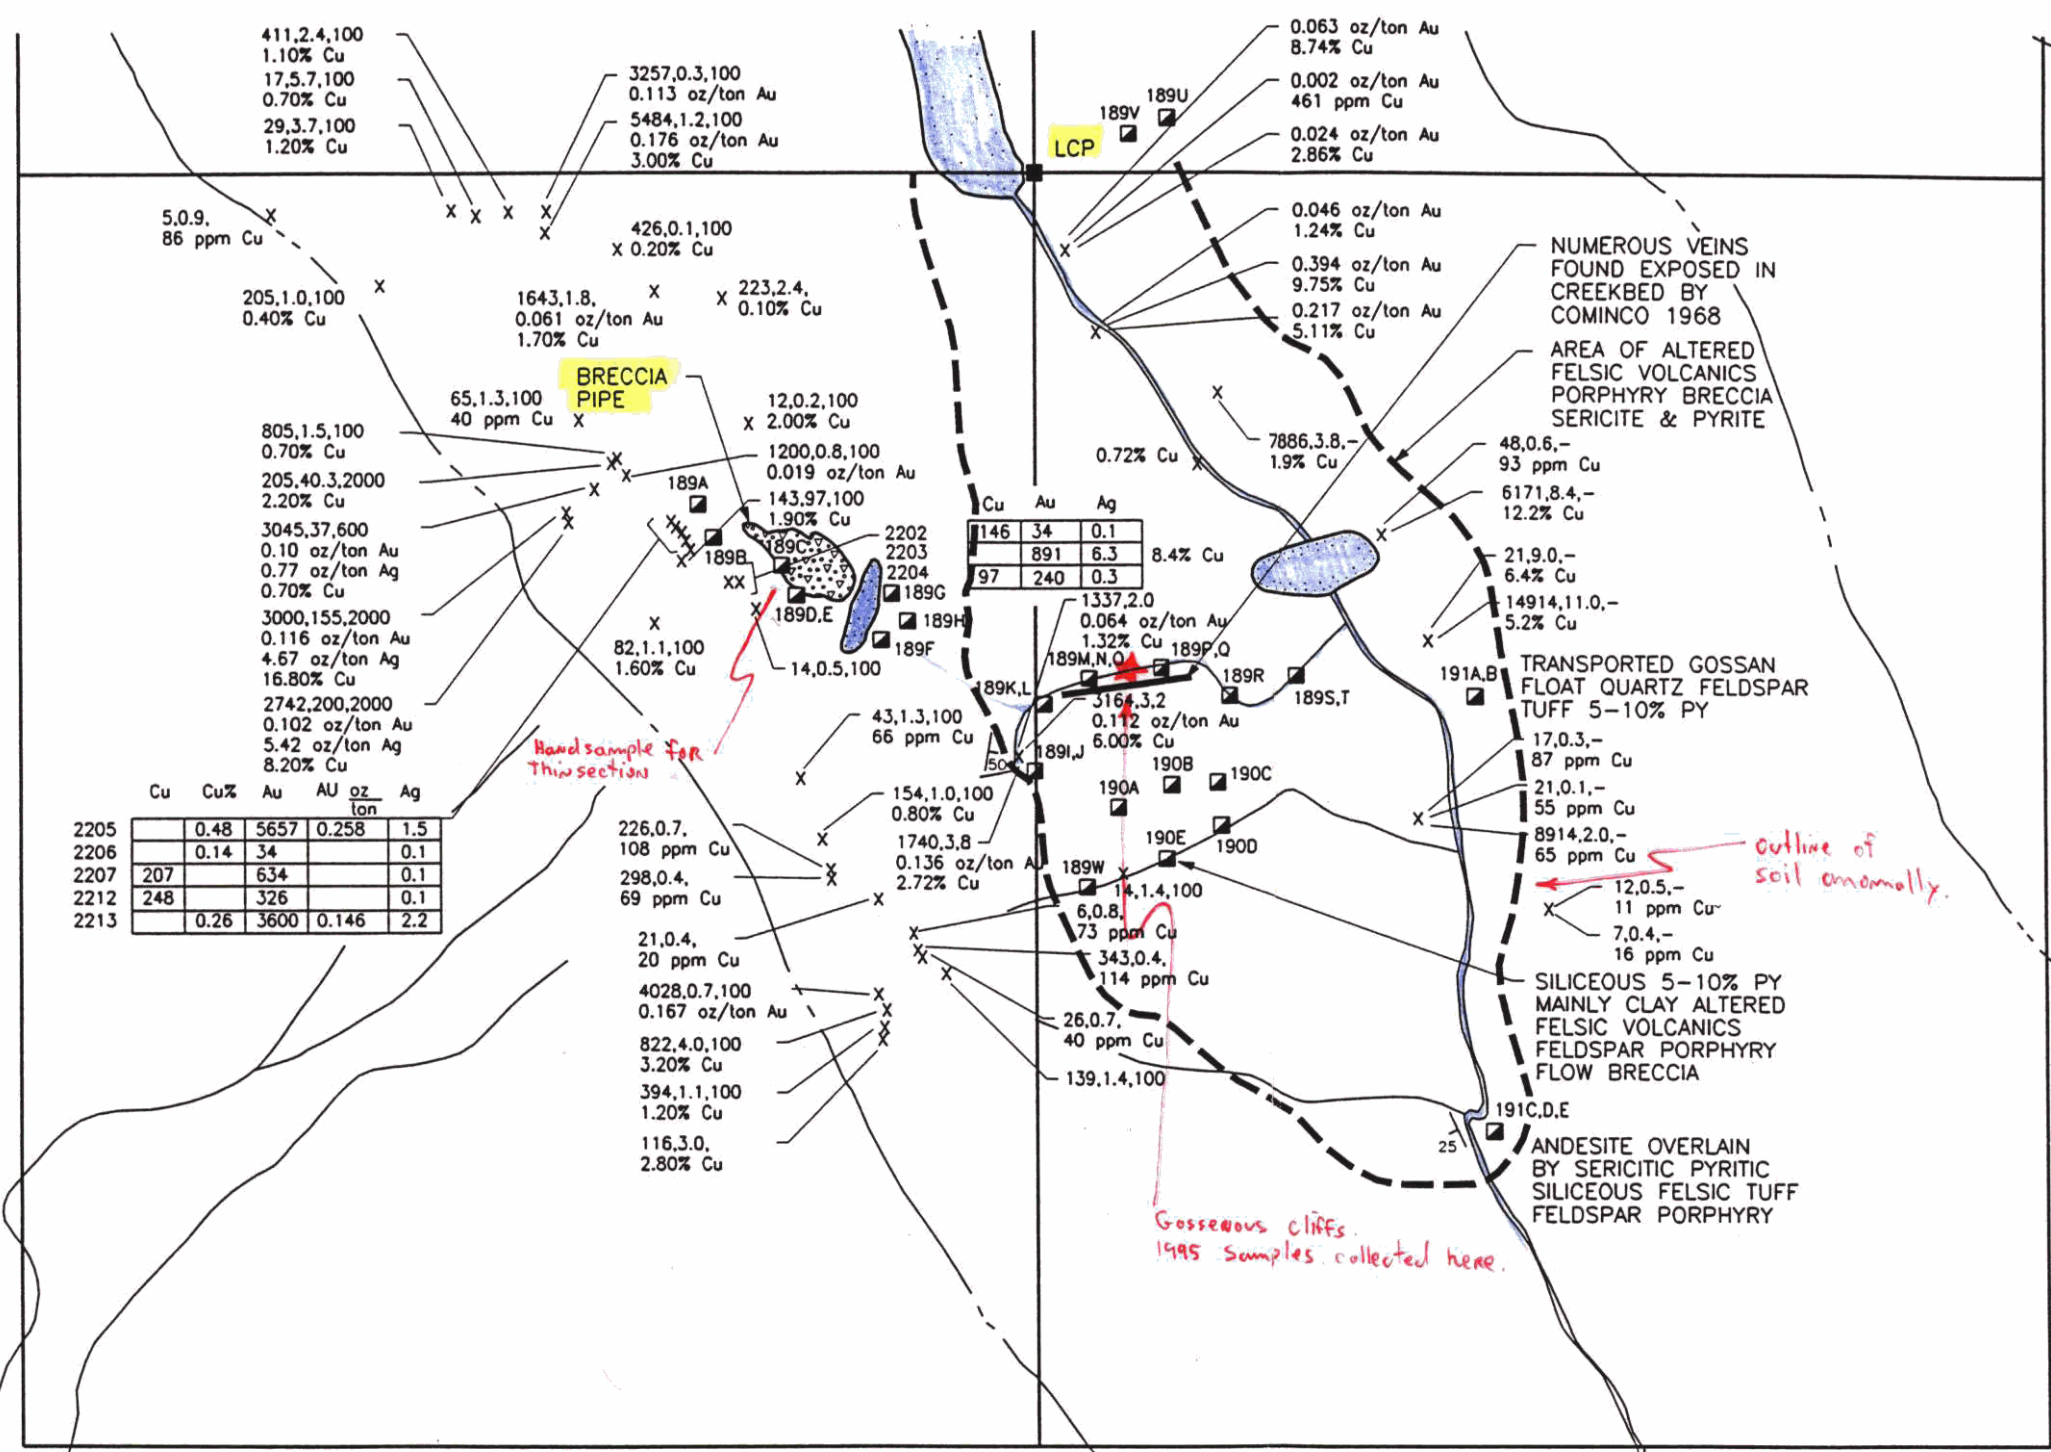 411,2.4,100
1.10% Cu
17,5.7,100
0.70% Cu
29,3.7,100
1.20% Cu
3257,0.3,100
0.113 oz/ton Au
5484,1.2,100
0.176 oz/ton Au
3.00% Cu
189V
189U
LCP
0.063 oz/ton Au
8.74% Cu
0.002 oz/ton Au
461 ppm Cu
0.024 oz/ton Au
2.86% Cu
5,0.9,
86 ppm Cu
426,0.1,100
0.20% Cu
0.046 oz/ton Au
1.24% Cu
0.394 oz/ton Au
9.75% Cu
0.217 oz/ton Au
5.11% Cu
NUMEROUS VEINS
FOUND EXPOSED IN
CREEKBED BY
COMINCO 1968
205,1.0,100
0.40% Cu
1643,1.8,
0.061 oz/ton Au
1.70% Cu
223,2.4,
0.10% Cu
AREA OF ALTERED
FELSIC VOLCANICS
PORPHYRY BRECCIA
SERICITE & PYRITE
BRECCIA
PIPE
65,1.3,100
40 ppm Cu
12,0.2,100
2.00% Cu
805,1.5,100
0.70% Cu
1200,0.8,100
0.019 oz/ton Au
0.72% Cu
7886,3.8,-
1.9% Cu
48,0.6,-
93 ppm Cu
6171,8.4,-
12.2% Cu
205,40.3,2000
2.20% Cu
189A
143,97,100
1.90% Cu
3045,37,600
0.10 oz/ton Au
0.77 oz/ton Ag
0.70% Cu
189B
189C
2202
2203
2204
Cu Au Ag
146 34 0.1
891 6.3 8.4% Cu
97 240 0.3
21,9.0,-
6.4% Cu
14914,11.0,-
5.2% Cu
189D,E
189G
189H
189F
3000,155,2000
0.116 oz/ton Au
4.67 oz/ton Ag
16.80% Cu
82,1.1,100
1.60% Cu
14,0.5,100
1337,2.0
0.064 oz/ton Au
1.32% Cu
189M,N,O
189P,Q
189R
189S,T
191A,B
TRANSPORTED GOSSAN
FLOAT QUARTZ FELDSPAR
TUFF 5-10% PY
2742,200,2000
0.102 oz/ton Au
5.42 oz/ton Ag
8.20% Cu
189K,L
3164,3.2
0.112 oz/ton Au
6.00% Cu
43,1.3,100
66 ppm Cu
Handsample for
Thin section
50
189I,J
190A
190B
190C
17,0.3,-
87 ppm Cu
21,0.1,-
55 ppm Cu
8914,2.0,-
65 ppm Cu
Cu Cu% Au AU oz/ton Ag
2205 0.48 5657 0.258 1.5
2206 0.14 34 0.1
2207 207 634 0.1
2212 248 326 0.1
2213 0.26 3600 0.146 2.2
154,1.0,100
0.80% Cu
226,0.7,
108 ppm Cu
298,0.4,
69 ppm Cu
1740,3.8
0.136 oz/ton Au
2.72% Cu
190E
190D
189W
14,1.4,100
outline of
soil anomally.
12,0.5,-
11 ppm Cu~
7,0.4,-
16 ppm Cu
21,0.4,
20 ppm Cu
6,0.8,
73 ppm Cu
343,0.4,
114 ppm Cu
4028,0.7,100
0.167 oz/ton Au
822,4.0,100
3.20% Cu
394,1.1,100
1.20% Cu
116,3.0,
2.80% Cu
26,0.7,
40 ppm Cu
139,1.4,100
SILICEOUS 5-10% PY
MAINLY CLAY ALTERED
FELSIC VOLCANICS
FELDSPAR PORPHYRY
FLOW BRECCIA
191C,D,E
25
ANDESITE OVERLAIN
BY SERICITIC PYRITIC
SILICEOUS FELSIC TUFF
FELDSPAR PORPHYRY
Gossenous cliffs.
1995 Samples collected here.